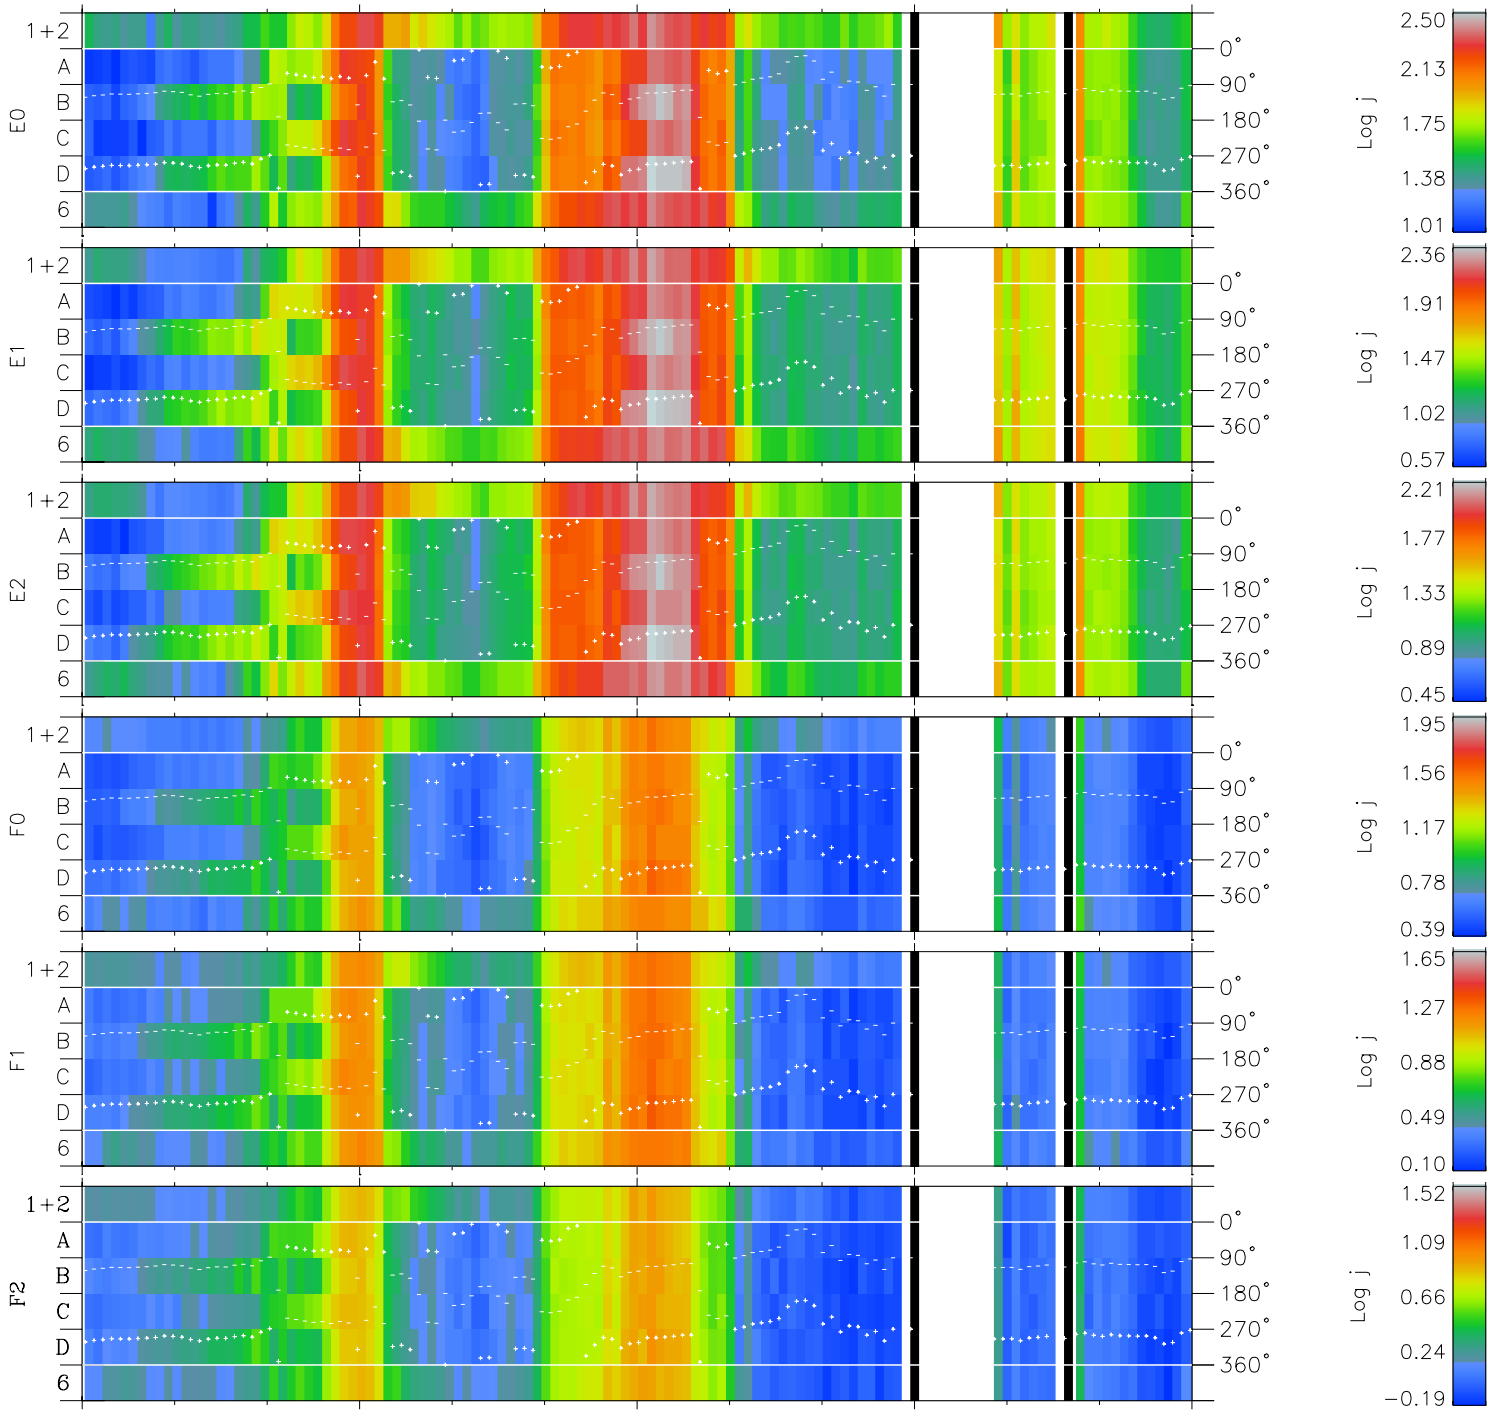 E0
1+2
A
B
C
D
6
0°
90°
180°
270°
360°
Log j
2.50
2.13
1.75
1.38
1.01
E1
1+2
A
B
C
D
6
0°
90°
180°
270°
360°
Log j
2.36
1.91
1.47
1.02
0.57
E2
1+2
A
B
C
D
6
0°
90°
180°
270°
360°
Log j
2.21
1.77
1.33
0.89
0.45
F0
1+2
A
B
C
D
6
0°
90°
180°
270°
360°
Log j
1.95
1.56
1.17
0.78
0.39
F1
1+2
A
B
C
D
6
0°
90°
180°
270°
360°
Log j
1.65
1.27
0.88
0.49
0.10
F2
1+2
A
B
C
D
6
0°
90°
180°
270°
360°
Log j
1.52
1.09
0.66
0.24
−0.19